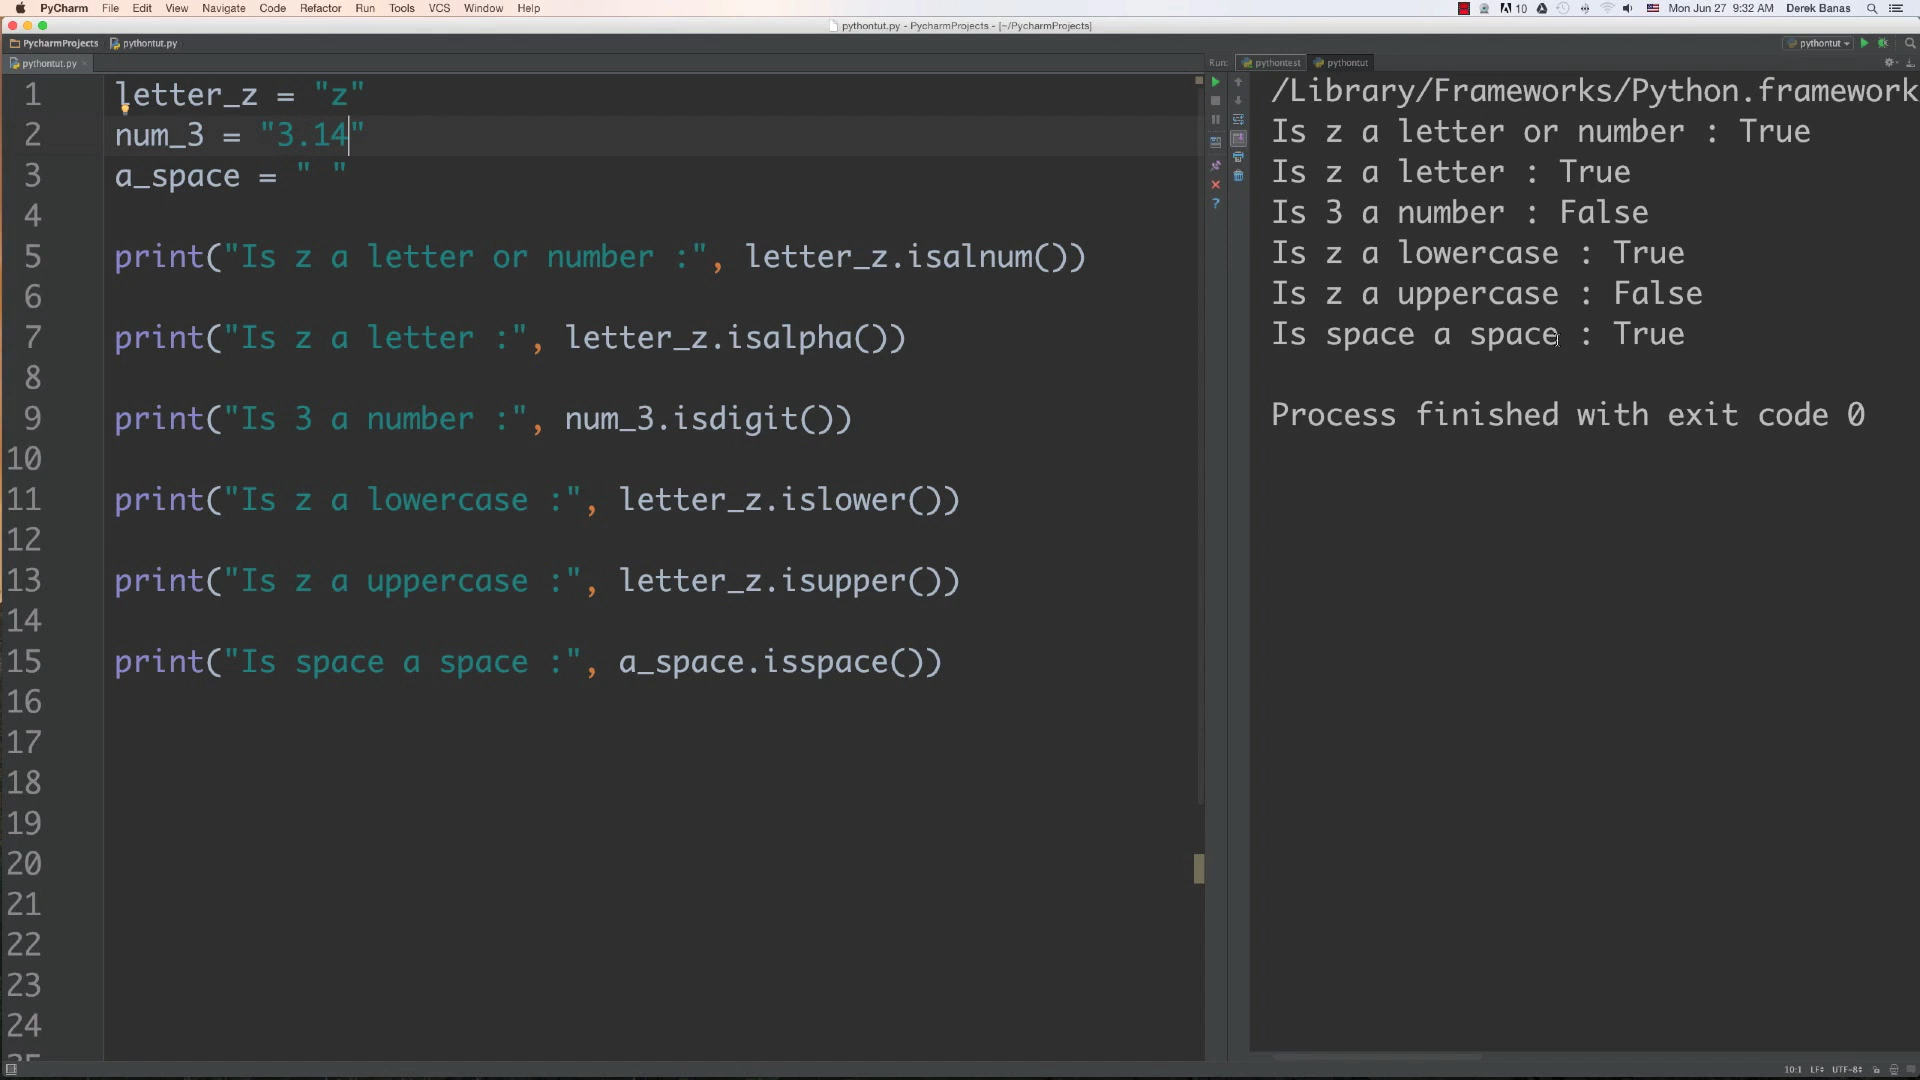 PyCharm File Edit View Navigate Code Refactor Run Tools VCS Window Help 10 Mon Jun 27 9:32 AM Derek Banas
pythontut.py - PycharmProjects - [~/PycharmProjects]
PycharmProjects pythontut.py pythontut
pythontut.py Run: pythontest pythontut
1 letter_z = "z"
2 num_3 = "3.14"
3 a_space = " "
4
5 print("Is z a letter or number :", letter_z.isalnum())
6
7 print("Is z a letter :", letter_z.isalpha())
8
9 print("Is 3 a number :", num_3.isdigit())
10
11 print("Is z a lowercase :", letter_z.islower())
12
13 print("Is z a uppercase :", letter_z.isupper())
14
15 print("Is space a space :", a_space.isspace())
16
17
18
19
20
21
22
23
24
/Library/Frameworks/Python.framework
Is z a letter or number : True
Is z a letter : True
Is 3 a number : False
Is z a lowercase : True
Is z a uppercase : False
Is space a space : True
Process finished with exit code 0
10:1 LF UTF-8